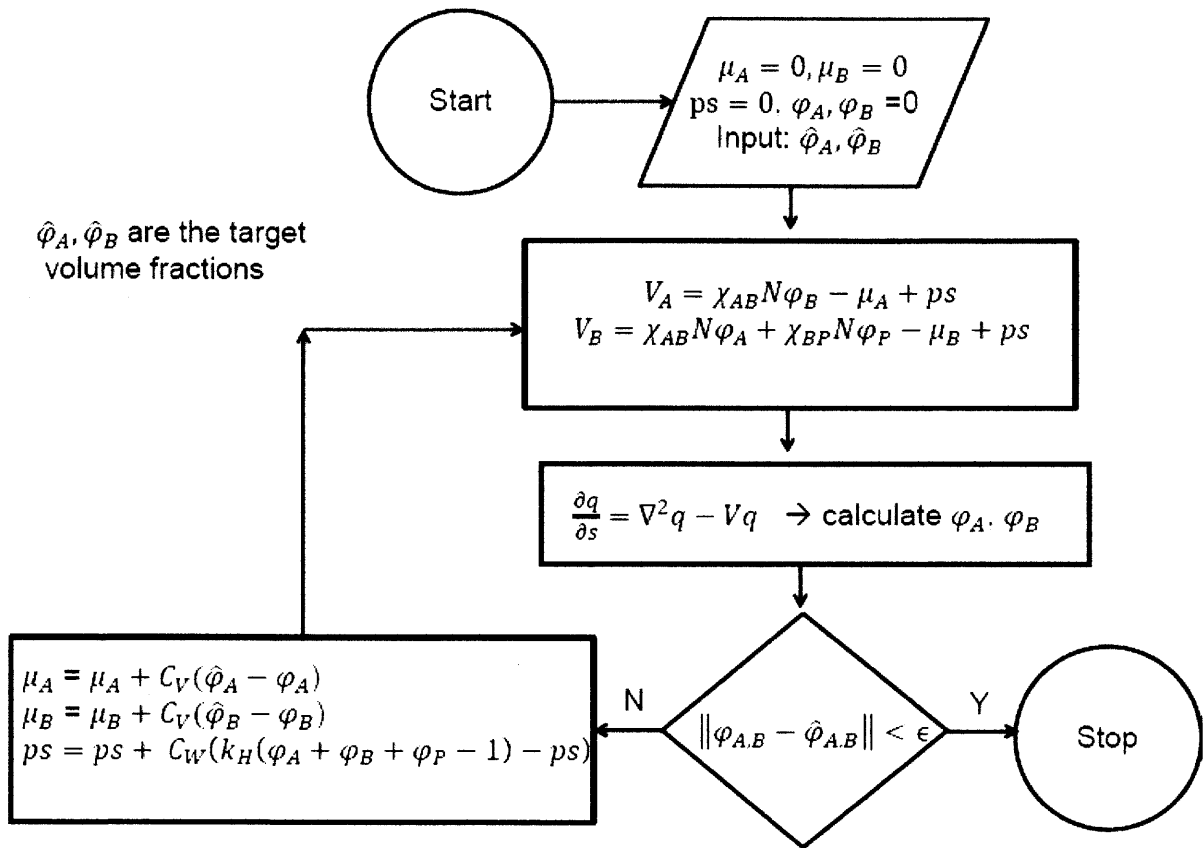 Start
μ_A = 0, μ_B = 0
ps = 0. φ_A, φ_B =0
Input: φ̂_A, φ̂_B
φ̂_A, φ̂_B are the target
volume fractions
V_A = χ_AB Nφ_B − μ_A + ps
V_B = χ_AB Nφ_A + χ_BP Nφ_P − μ_B + ps
∂q/∂s = ∇²q − Vq → calculate φ_A. φ_B
μ_A = μ_A + C_V(φ̂_A − φ_A)
μ_B = μ_B + C_V(φ̂_B − φ_B)
ps = ps + C_W(k_H(φ_A + φ_B + φ_P − 1) − ps)
N
‖φ_A.B − φ̂_A.B‖ < ϵ
Y
Stop